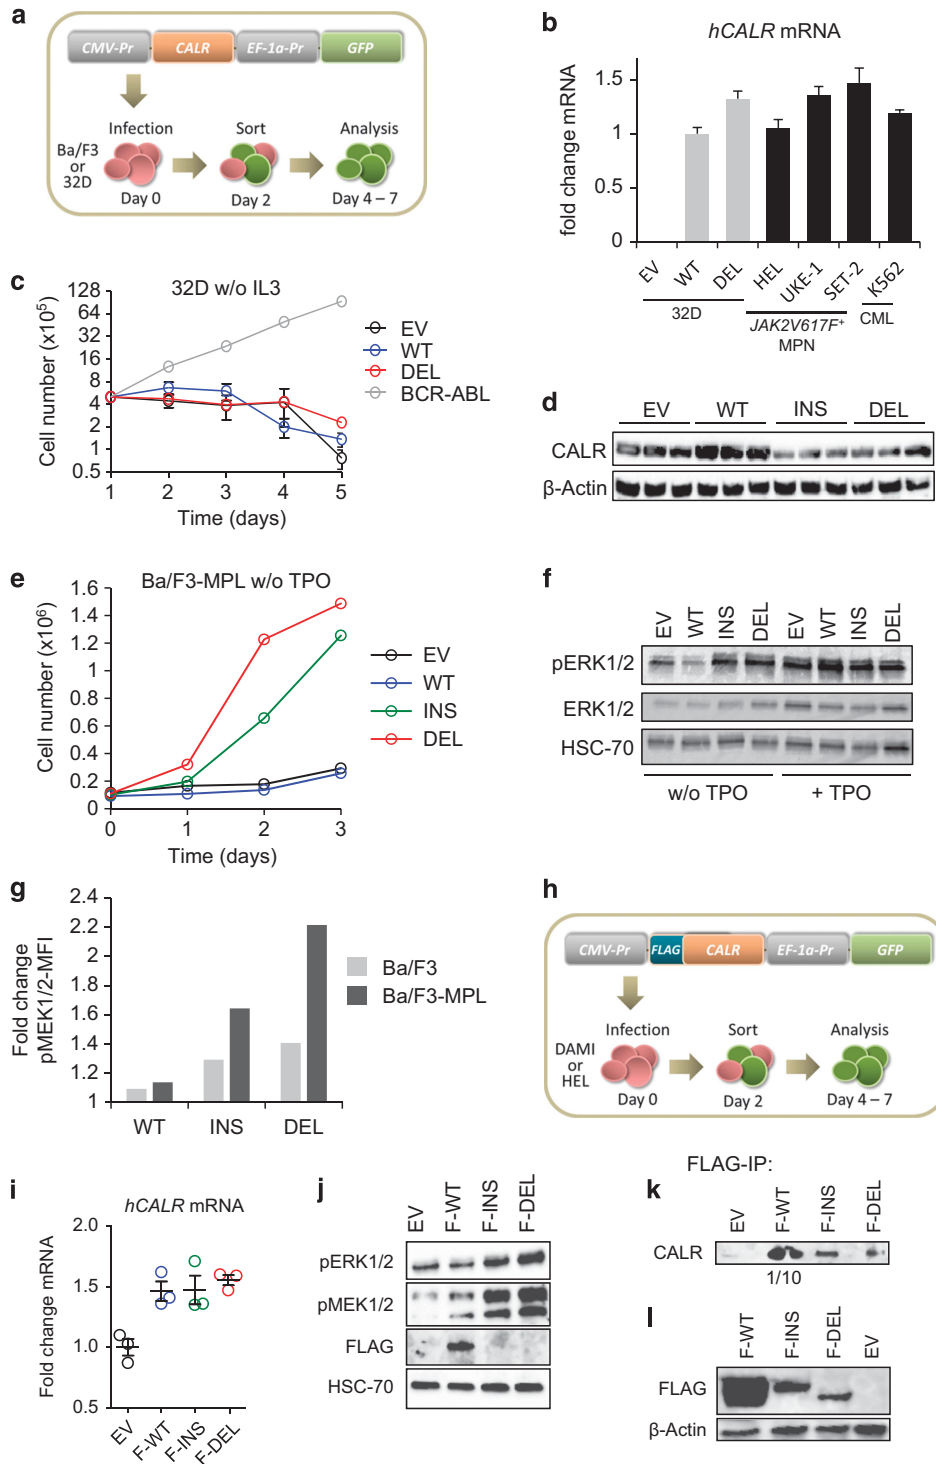 a
CMV-Pr CALR EF-1α-Pr GFP
Infection Sort Analysis
Ba/F3
or
32D
Day 0 Day 2 Day 4 – 7
b
hCALR mRNA
fold change mRNA
1.5
1
0.5
0
EV WT DEL HEL UKE-1 SET-2 K562
32D
JAK2V617F+
MPN
CML
c
32D w/o IL3
Cell number (x10⁵)
128
64
32
16
8
4
2
1
0.5
1 2 3 4 5
Time (days)
EV
WT
DEL
BCR-ABL
d
EV WT INS DEL
CALR
β-Actin
e
Ba/F3-MPL w/o TPO
Cell number (x10⁶)
1.6
1.4
1.2
1
0.8
0.6
0.4
0.2
0
0 1 2 3
Time (days)
EV
WT
INS
DEL
f
EV WT INS DEL EV WT INS DEL
pERK1/2
ERK1/2
HSC-70
w/o TPO + TPO
g
Fold change
pMEK1/2-MFI
2.4
2.2
2
1.8
1.6
1.4
1.2
1
WT INS DEL
Ba/F3
Ba/F3-MPL
h
CMV-Pr FLAG CALR EF-1α-Pr GFP
Infection Sort Analysis
DAMI
or
HEL
Day 0 Day 2 Day 4 – 7
i
hCALR mRNA
Fold change mRNA
2.0
1.5
1.0
0.5
EV F-WT F-INS F-DEL
j
EV F-WT F-INS F-DEL
pERK1/2
pMEK1/2
FLAG
HSC-70
FLAG-IP:
k
EV F-WT F-INS F-DEL
CALR
1/10
l
F-WT F-INS F-DEL EV
FLAG
β-Actin